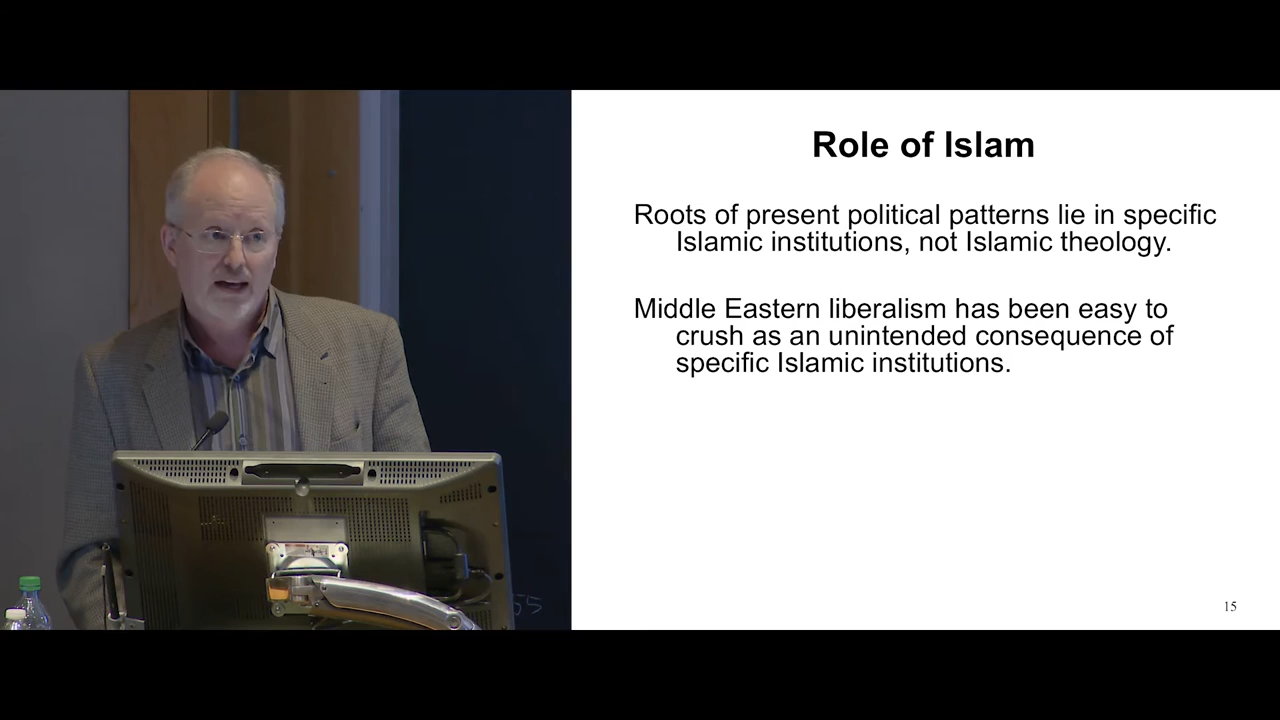 Role of Islam
Roots of present political patterns lie in specific
Islamic institutions, not Islamic theology.
Middle Eastern liberalism has been easy to
crush as an unintended consequence of
specific Islamic institutions.
15
55